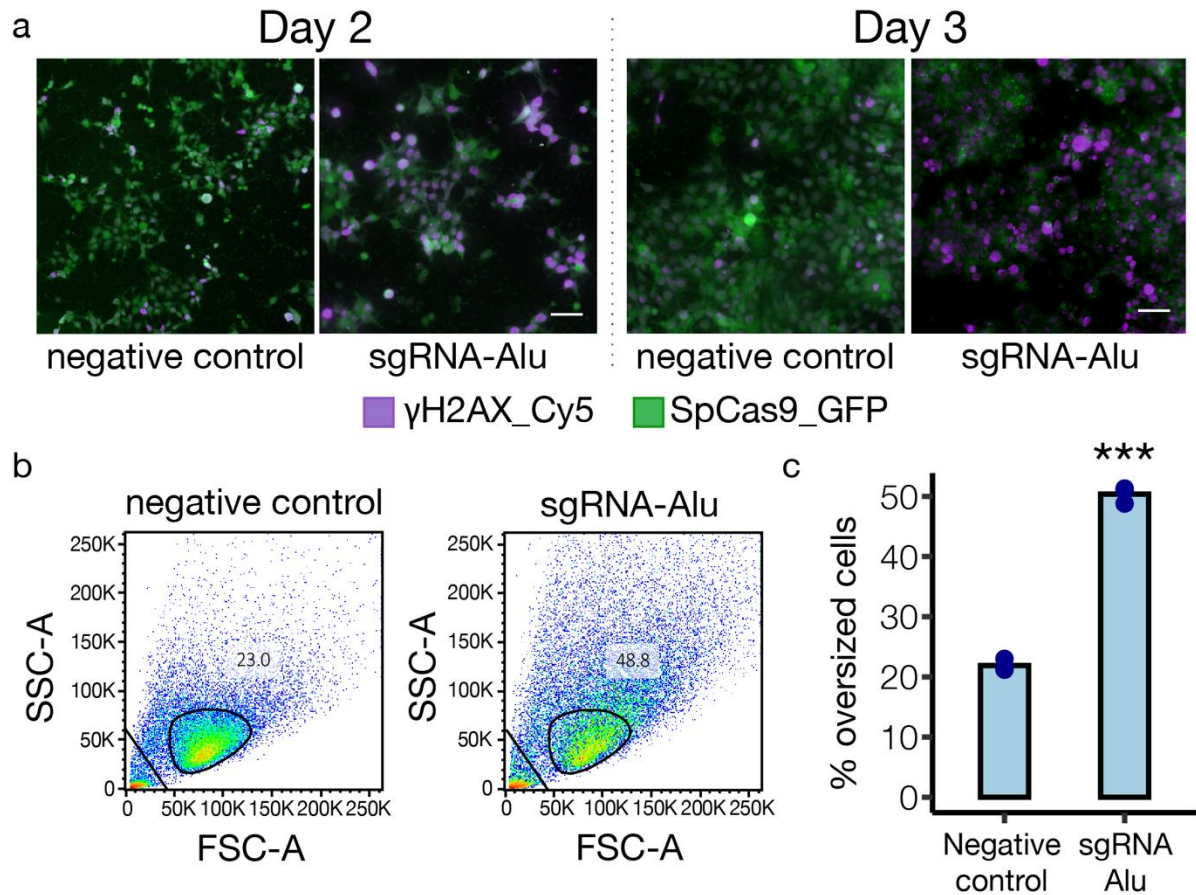 a
Day 2
Day 3
negative control
sgRNA-Alu
negative control
sgRNA-Alu
γH2AX_Cy5
SpCas9_GFP
b
negative control
sgRNA-Alu
SSC-A
250K
200K
150K
100K
50K
0
23.0
0 50K 100K 150K 200K 250K
FSC-A
SSC-A
250K
200K
150K
100K
50K
0
48.8
0 50K 100K 150K 200K 250K
FSC-A
c
***
% oversized cells
50
40
30
20
10
0
Negative
control
sgRNA
Alu